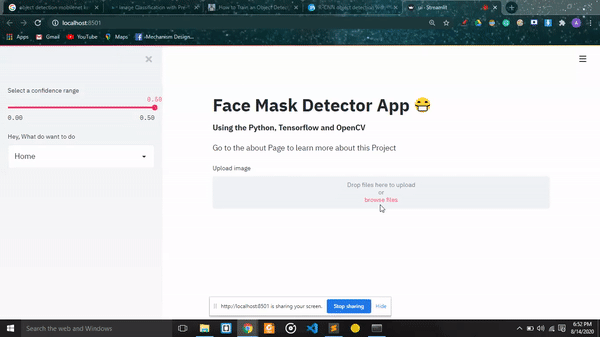 object detection mobilenet ss
Image Classification with Pre
How to Train an Object Detec
R-CNN object detection with
ui · Streamlit
localhost:8501
Apps
Gmail
YouTube
Maps
-Mechanism Design...
Select a confidence range
0.50
0.00
0.50
Hey, What do want to do
Home
Face Mask Detector App
Using the Python, Tensorflow and OpenCV
Go to the about Page to learn more about this Project
Upload image
Drop files here to upload
or
browse files
http://localhost:8501 is sharing your screen.
Stop sharing
Hide
Search the web and Windows
6:52 PM
8/14/2020